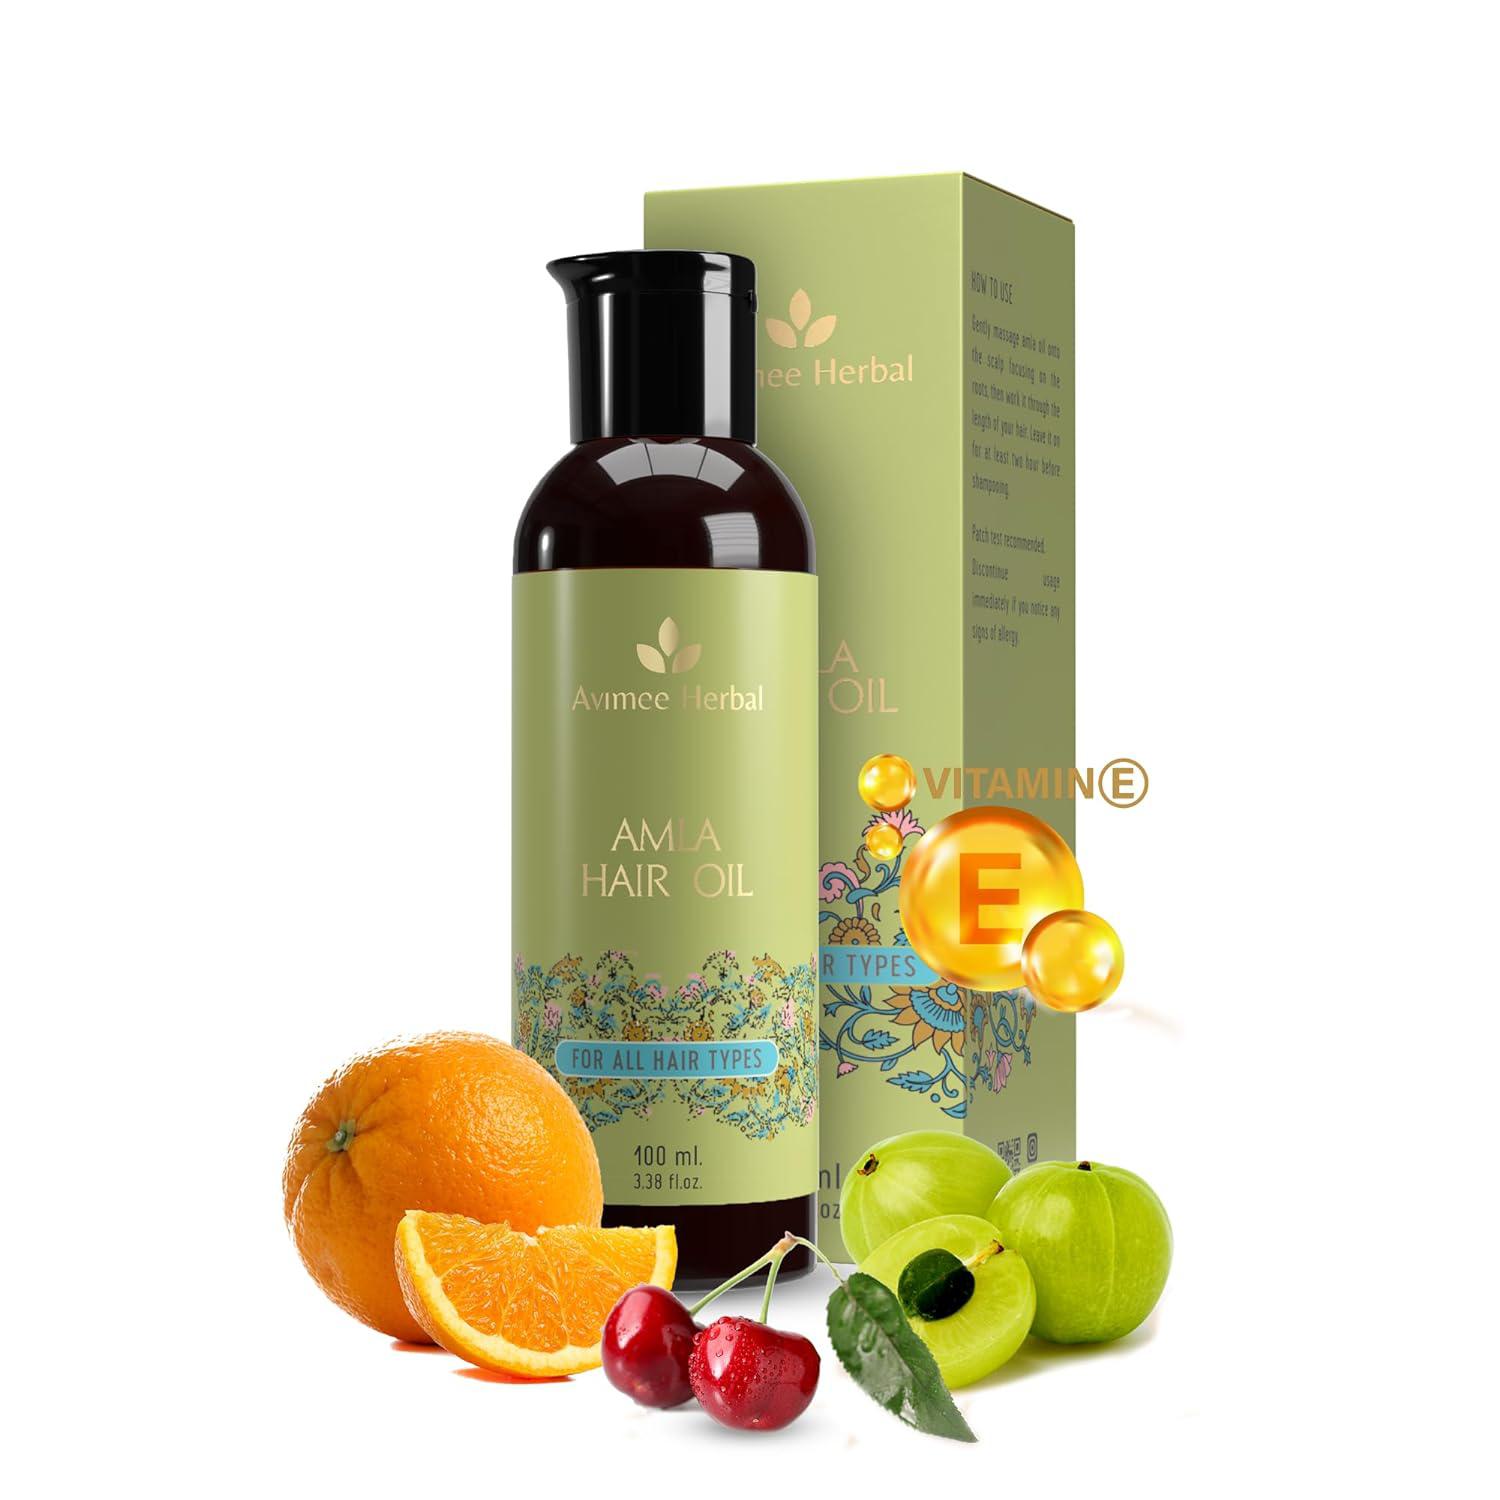 Avimee Herbal
AMLA
HAIR OIL
FOR ALL HAIR TYPES
100 ml.
3.38 fl.oz.
mee Herbal
LA
OIL
R TYPES
ml
oz
HOW TO USE
Gently massage amla oil onto
the scalp focusing on the
roots, then work it through the
length of your hair. Leave it on
for at least two hour before
shampooing.
Patch test recommended.
Discontinue usage
immediately if you notice any
signs of allergy.
VITAMIN E
E